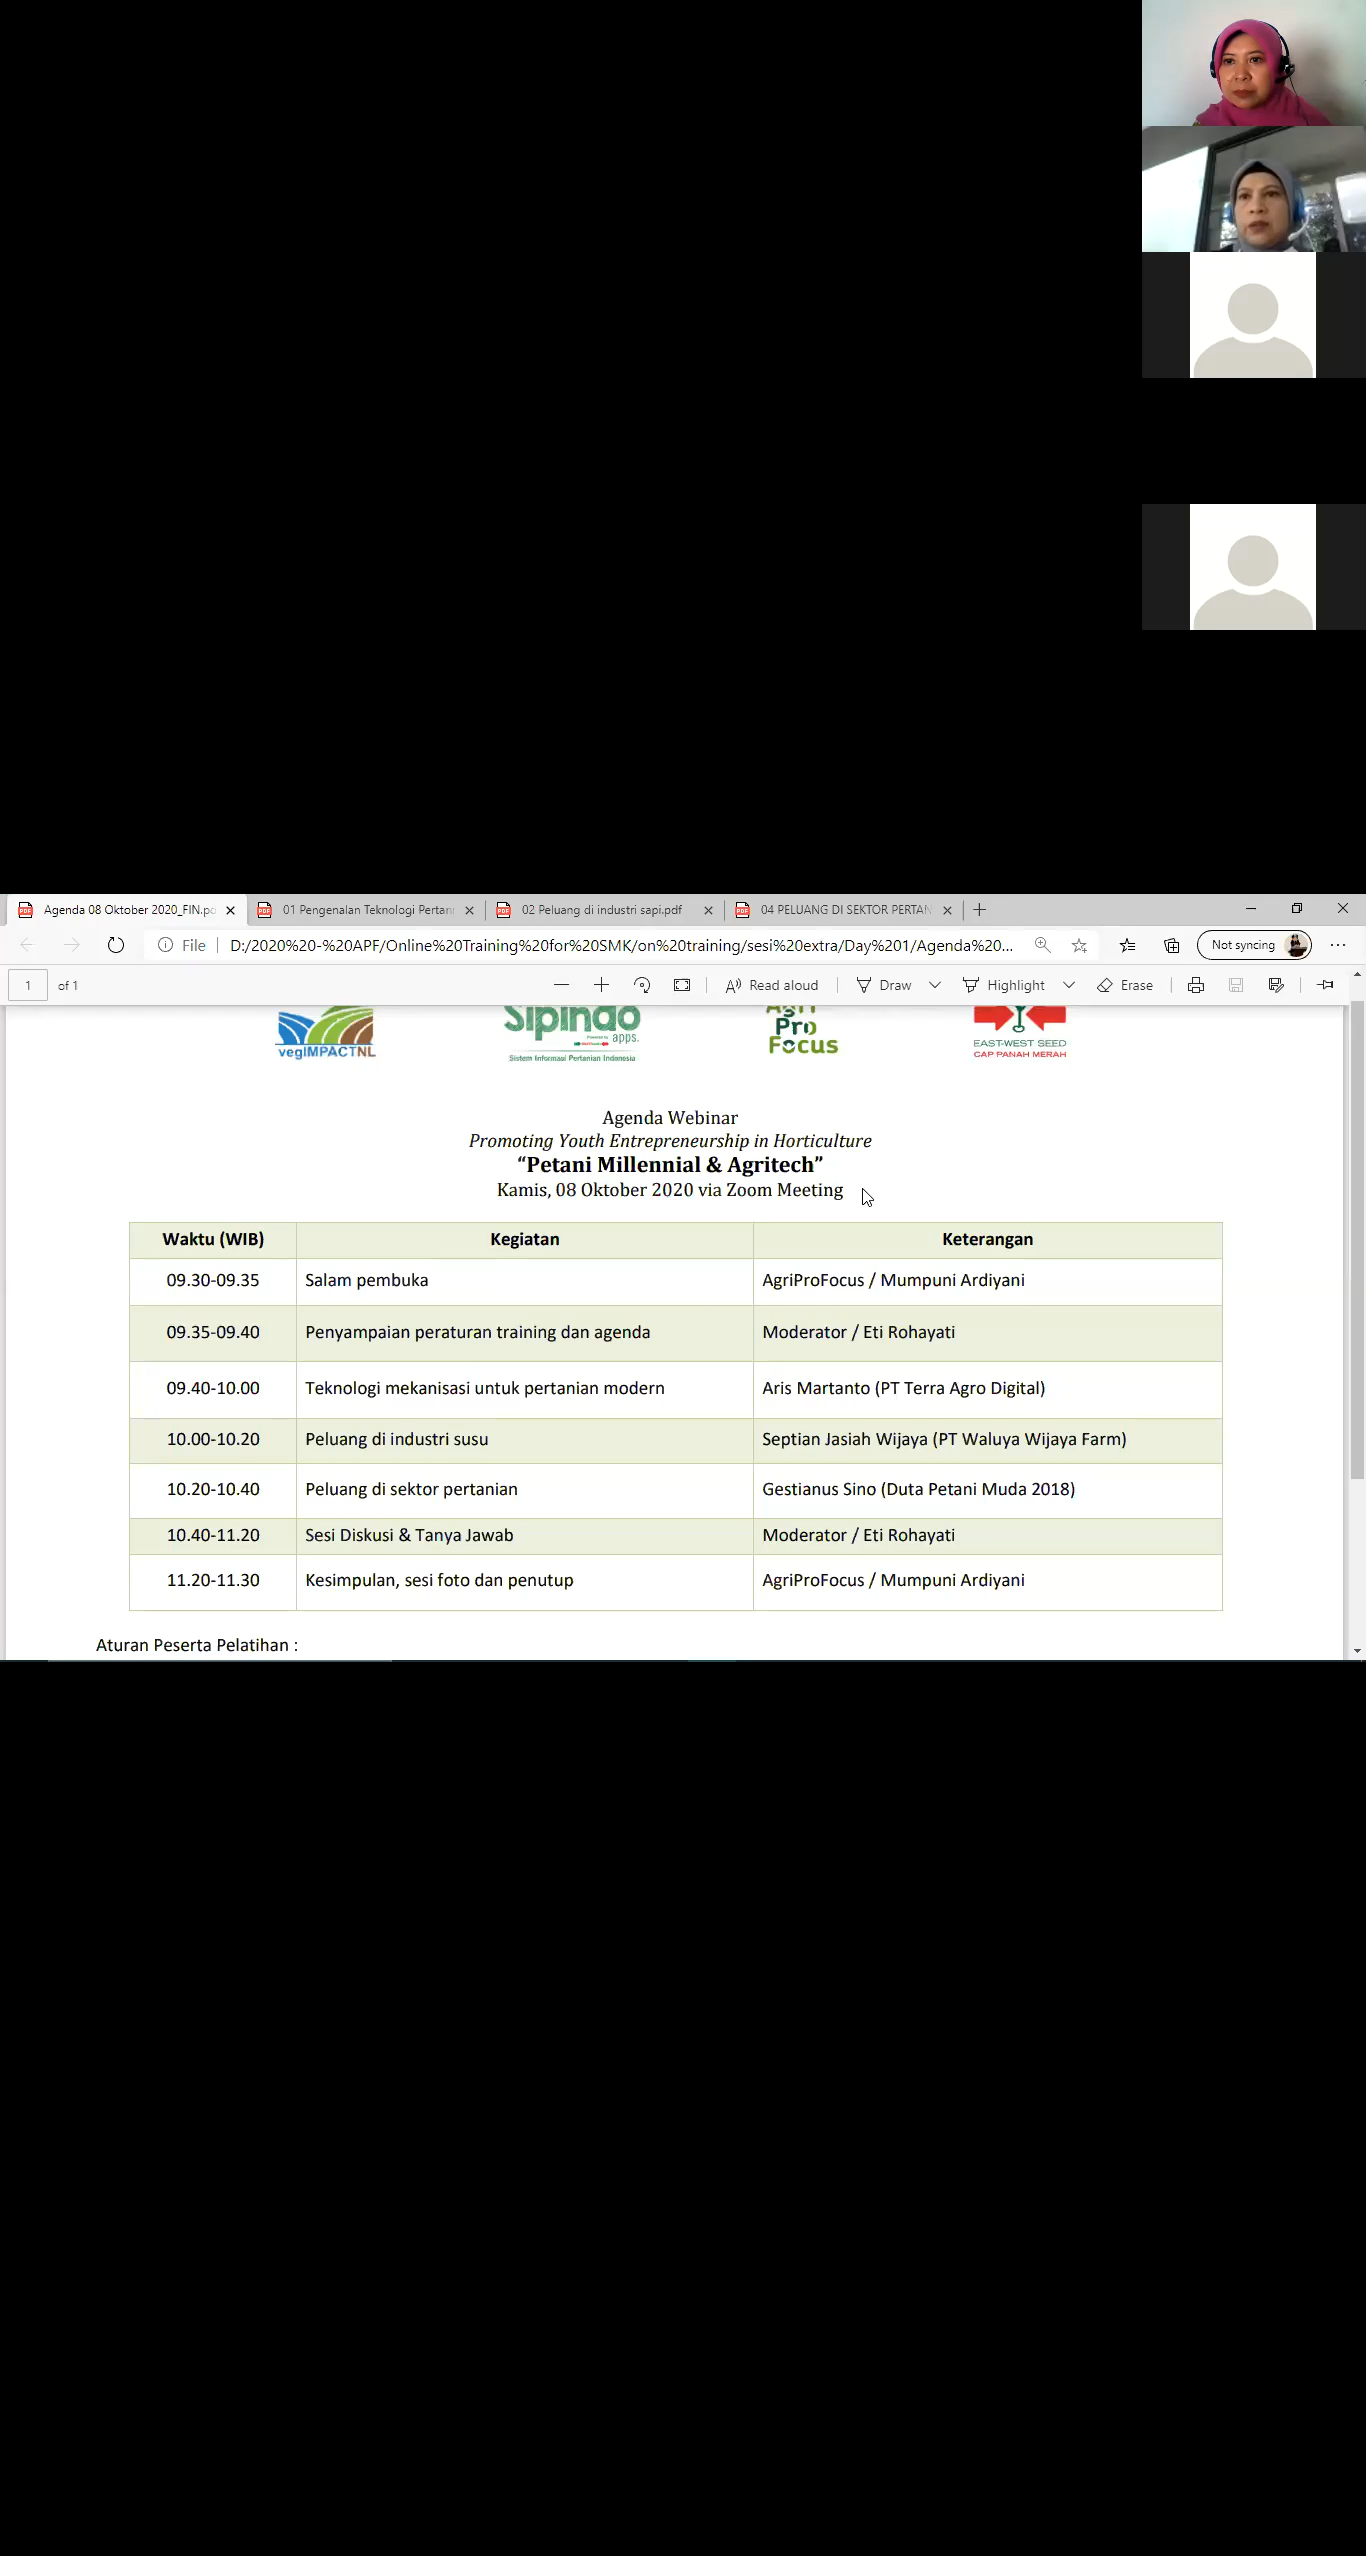 Agenda 08 Oktober 2020_FIN.p
01 Pengenalan Teknologi Pertan
02 Peluang di industri sapi.pdf
04 PELUANG DI SEKTOR PERTAN
File
D:/2020%20-%20APF/Online%20Training%20for%20SMK/on%20training/sesi%20extra/Day%201/Agenda%20...
Not syncing
1 of 1
Read aloud
Draw
Highlight
Erase
vegIMPACTNL
Sipindo
apps.
Sistem Informasi Pertanian Indonesia
Agri
Pro
Focus
EAST-WEST SEED
CAP PANAH MERAH
Agenda Webinar
Promoting Youth Entrepreneurship in Horticulture
“Petani Millennial & Agritech”
Kamis, 08 Oktober 2020 via Zoom Meeting
Waktu (WIB) Kegiatan Keterangan
09.30-09.35 Salam pembuka AgriProFocus / Mumpuni Ardiyani
09.35-09.40 Penyampaian peraturan training dan agenda Moderator / Eti Rohayati
09.40-10.00 Teknologi mekanisasi untuk pertanian modern Aris Martanto (PT Terra Agro Digital)
10.00-10.20 Peluang di industri susu Septian Jasiah Wijaya (PT Waluya Wijaya Farm)
10.20-10.40 Peluang di sektor pertanian Gestianus Sino (Duta Petani Muda 2018)
10.40-11.20 Sesi Diskusi & Tanya Jawab Moderator / Eti Rohayati
11.20-11.30 Kesimpulan, sesi foto dan penutup AgriProFocus / Mumpuni Ardiyani
Aturan Peserta Pelatihan :